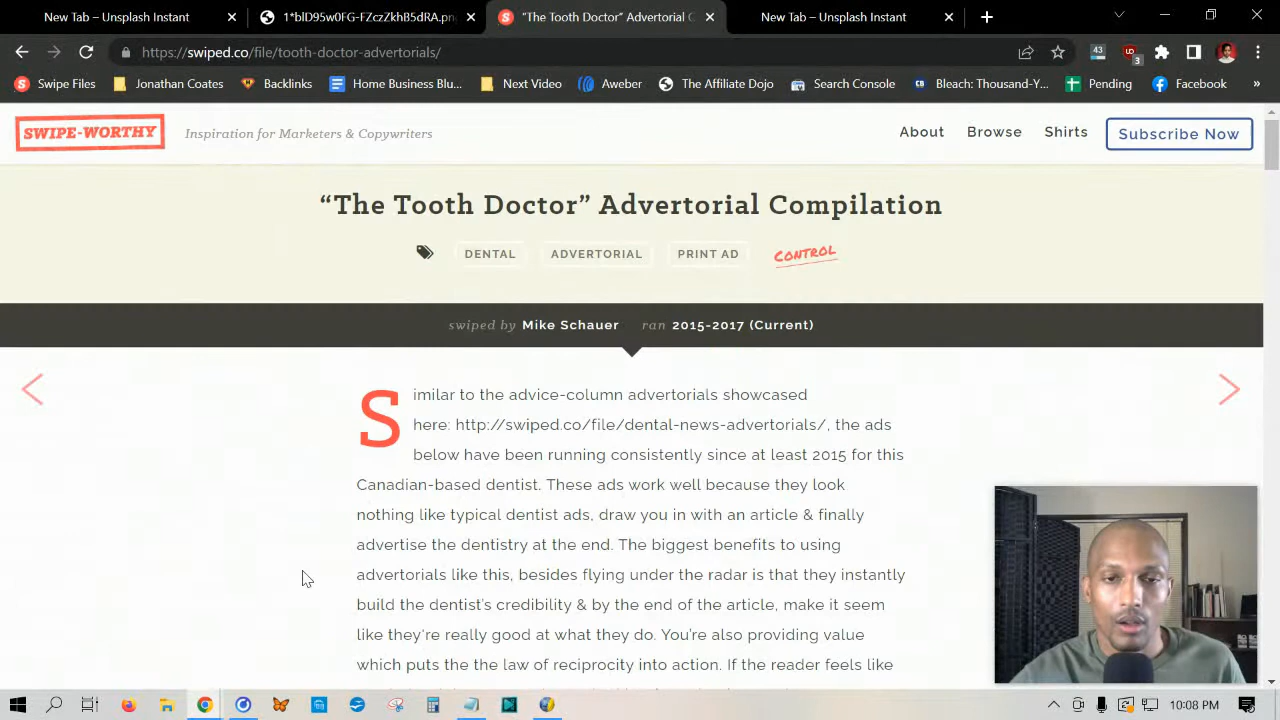 New Tab – Unsplash Instant
1*blD95w0FG-FZczZkhB5dRA.pn
“The Tooth Doctor” Advertorial C
New Tab – Unsplash Instant
https://swiped.co/file/tooth-doctor-advertorials/
43
3
Swipe Files
Jonathan Coates
Backlinks
Home Business Blu...
Next Video
Aweber
The Affiliate Dojo
Search Console
Bleach: Thousand-Y...
Pending
Facebook
SWIPE-WORTHY
Inspiration for Marketers & Copywriters
About
Browse
Shirts
Subscribe Now
“The Tooth Doctor” Advertorial Compilation
DENTAL
ADVERTORIAL
PRINT AD
CONTROL
swiped by Mike Schauer
ran 2015-2017 (Current)
Similar to the advice-column advertorials showcased
here: http://swiped.co/file/dental-news-advertorials/, the ads
below have been running consistently since at least 2015 for this
Canadian-based dentist. These ads work well because they look
nothing like typical dentist ads, draw you in with an article & finally
advertise the dentistry at the end. The biggest benefits to using
advertorials like this, besides flying under the radar is that they instantly
build the dentist's credibility & by the end of the article, make it seem
like they're really good at what they do. You're also providing value
which puts the the law of reciprocity into action. If the reader feels like
10:08 PM